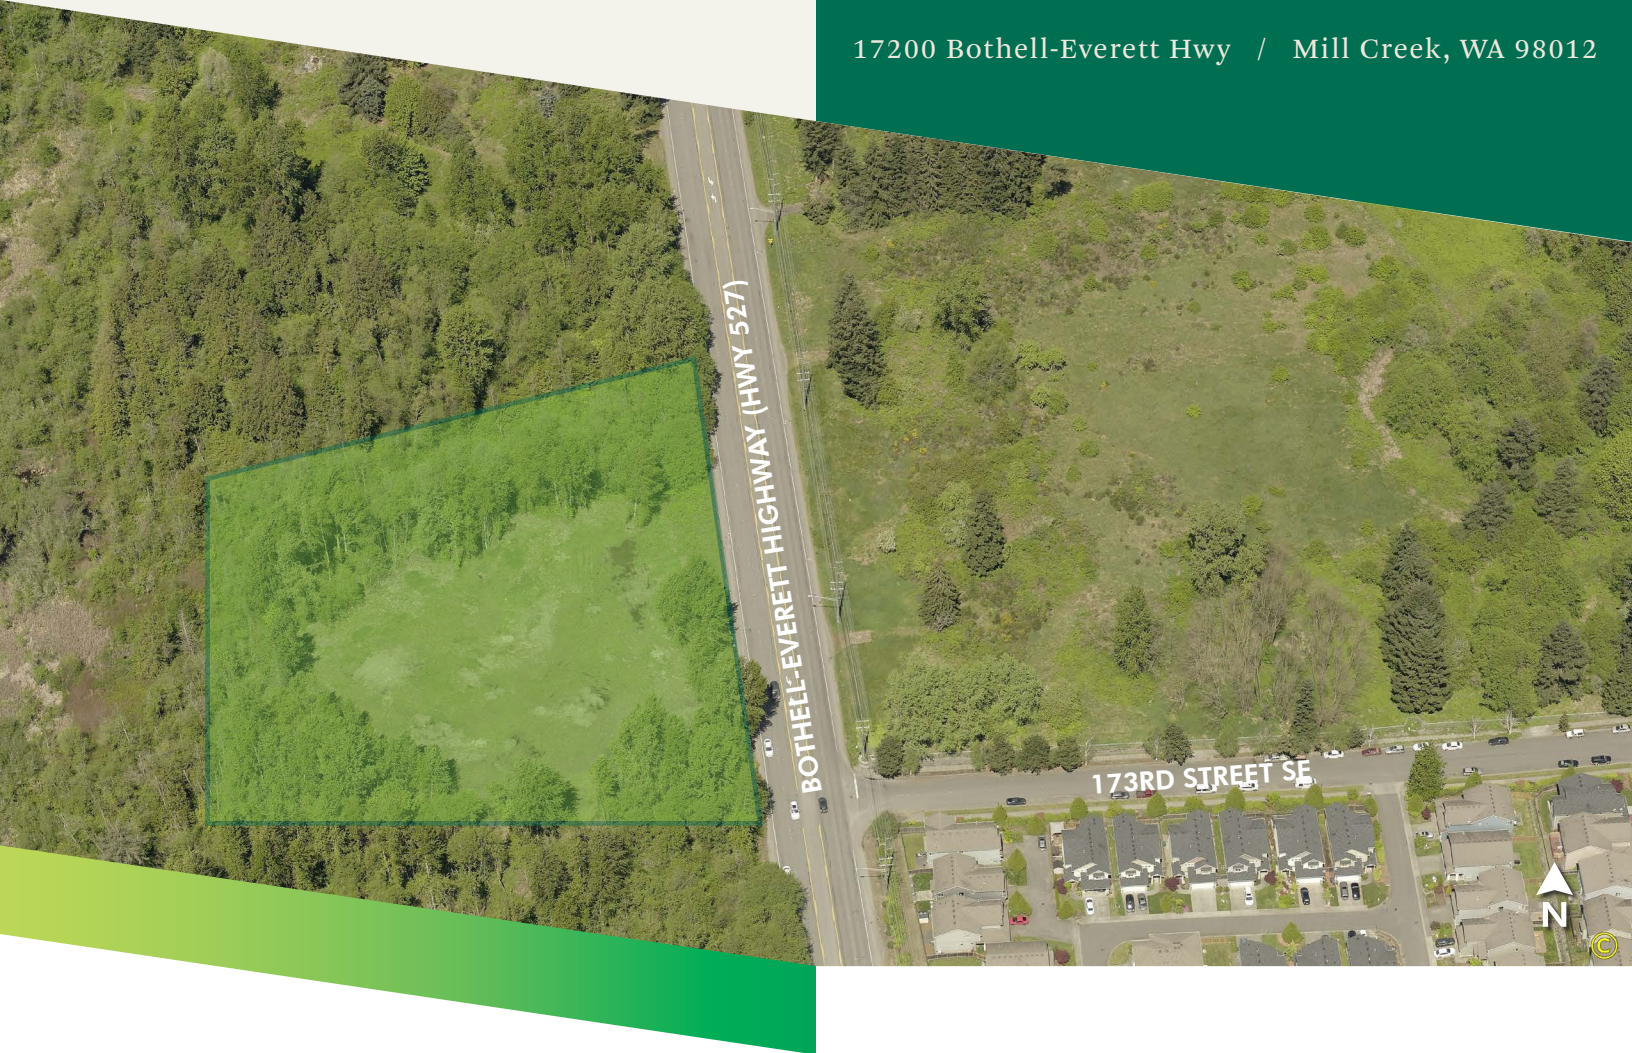 17200 Bothell-Everett Hwy / Mill Creek, WA 98012
BOTHELL-EVERETT HIGHWAY (HWY 527)
173RD STREET SE
N
©